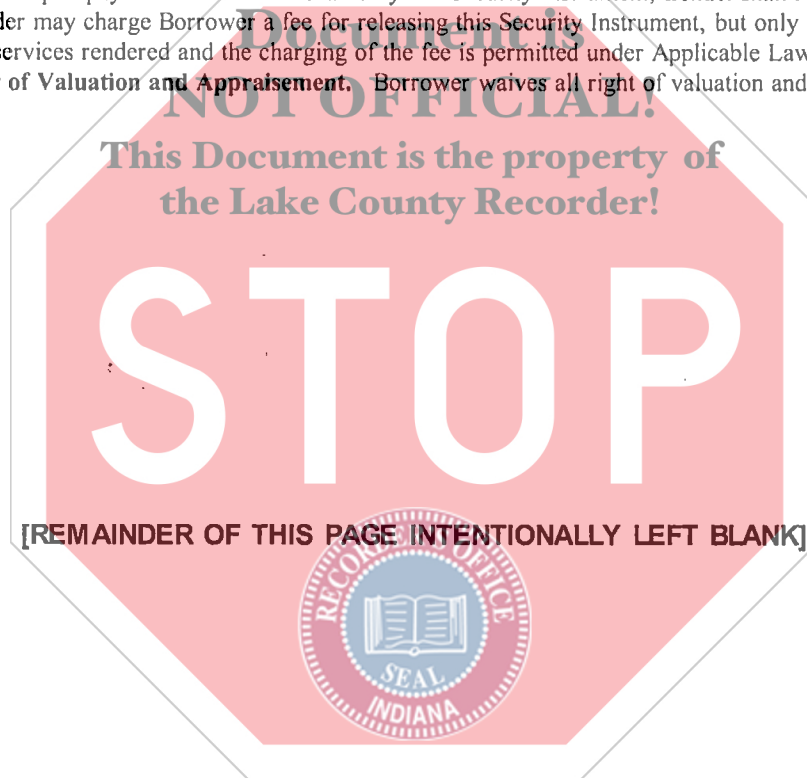 der may charge Borrower a fee for releasing this Security Instrument, but only
Document is
services rendered and the charging of the fee is permitted under Applicable Law
of Valuation and Appraisement. Borrower waives all right of valuation and
NOT OFFICIAL!
This Document is the property of
the Lake County Recorder!
STOP
[REMAINDER OF THIS PAGE INTENTIONALLY LEFT BLANK]
RECORDER'S OFFICE
SEAL
INDIANA